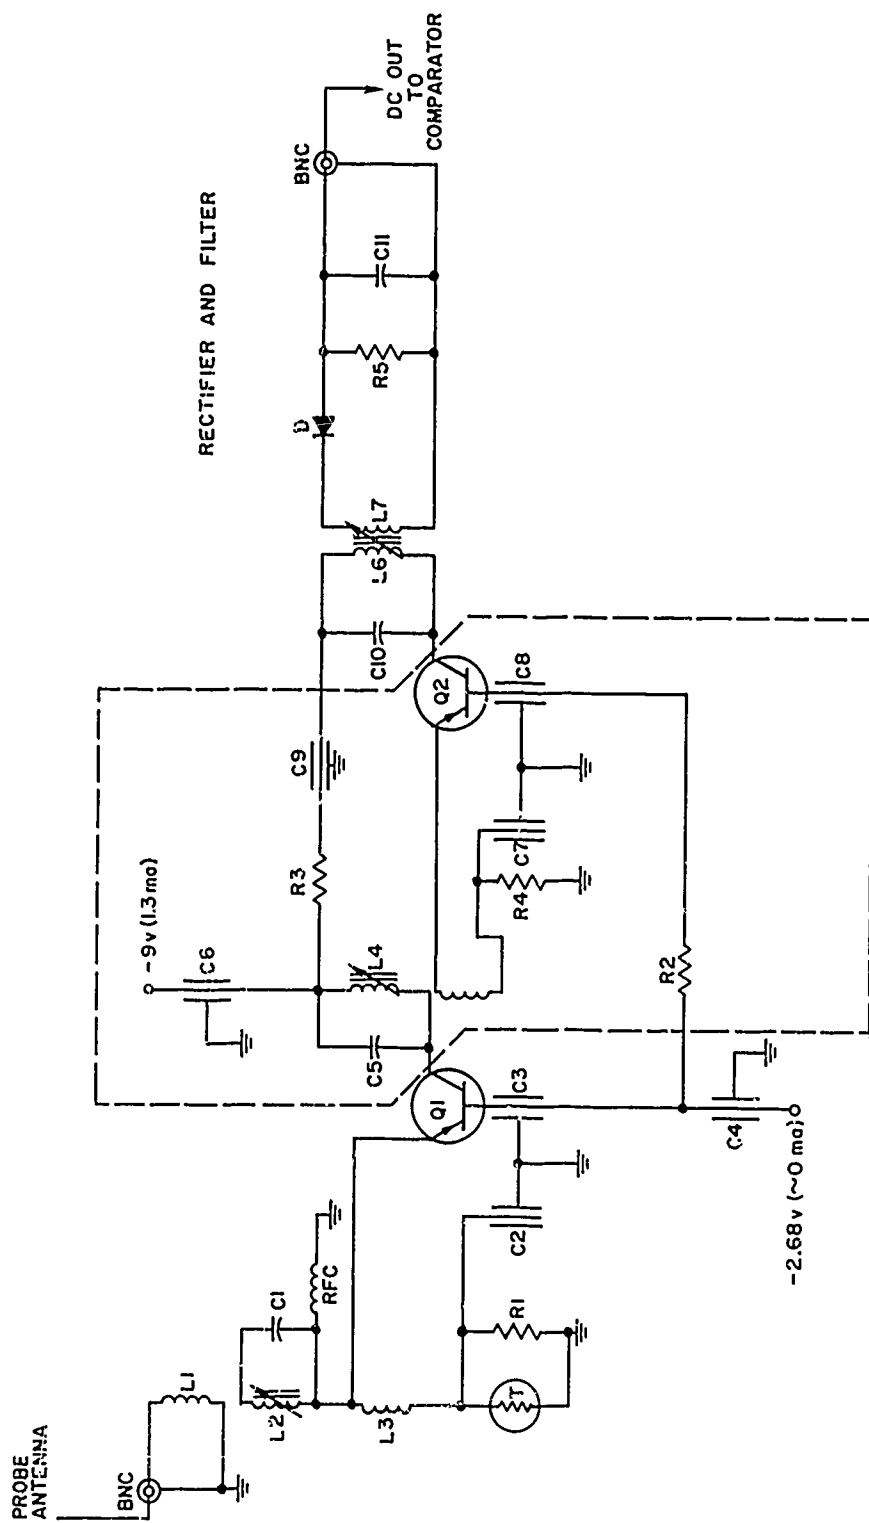 PROBE
ANTENNA
BNC
L1
L2
C1
RFC
L3
T
R1
C2
C3
Q1
C4
-2.68v (~0 ma)
C5
L4
C6
-9v (1.3 ma)
R3
R2
R4
C7
C8
Q2
C9
C10
L6
L7
D
R5
C11
BNC
RECTIFIER AND FILTER
DC OUT
TO
COMPARATOR